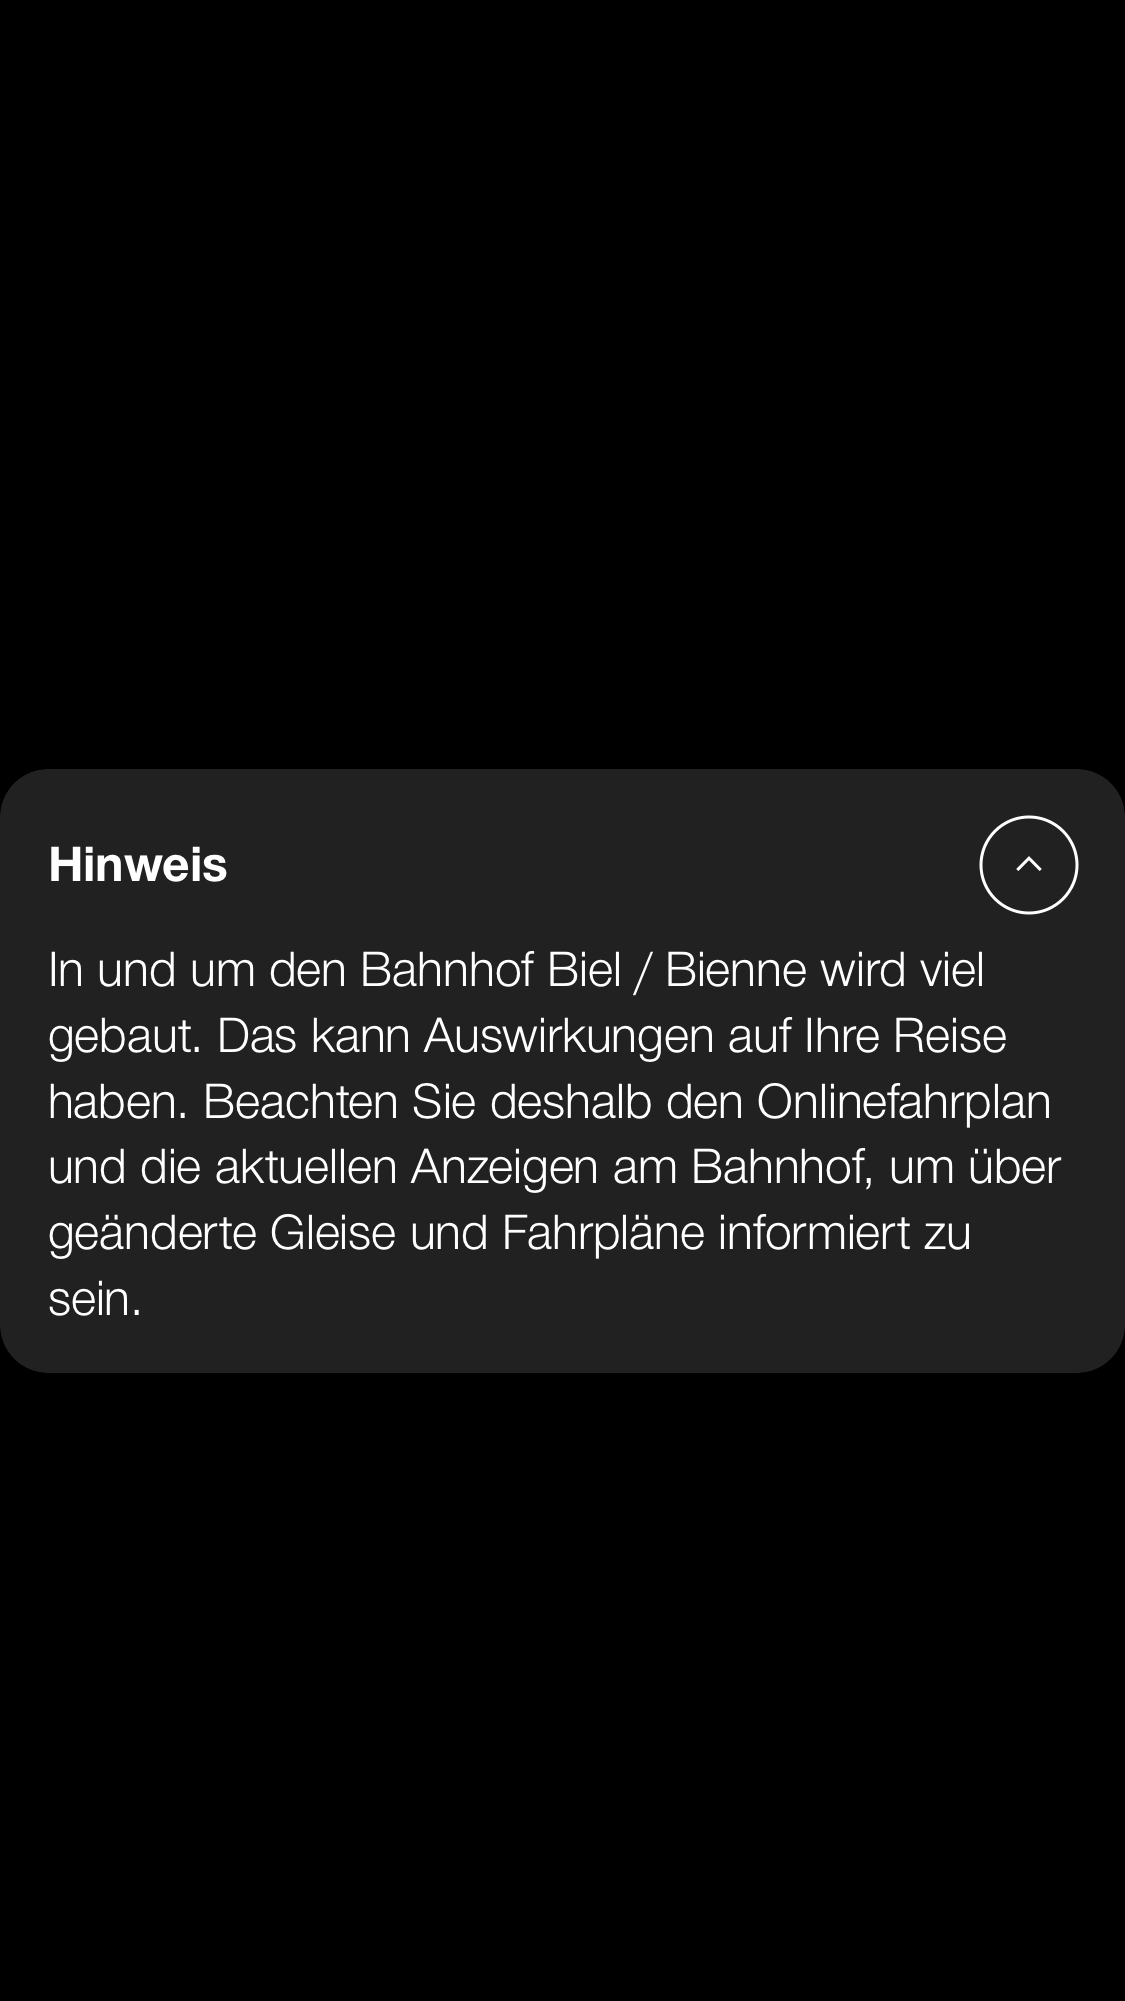 Hinweis
In und um den Bahnhof Biel / Bienne wird viel
gebaut. Das kann Auswirkungen auf Ihre Reise
haben. Beachten Sie deshalb den Onlinefahrplan
und die aktuellen Anzeigen am Bahnhof, um über
geänderte Gleise und Fahrpläne informiert zu
sein.